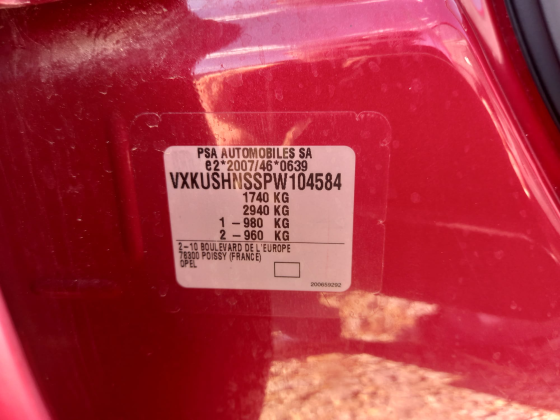 PSA AUTOMOBILES SA
e2*2007/46*0639
VXKUSHNSSPW104584
1740 KG
2940 KG
1 - 980 KG
2 - 960 KG
2-10 BOULEVARD DE L'EUROPE
78300 POISSY (FRANCE)
OPEL